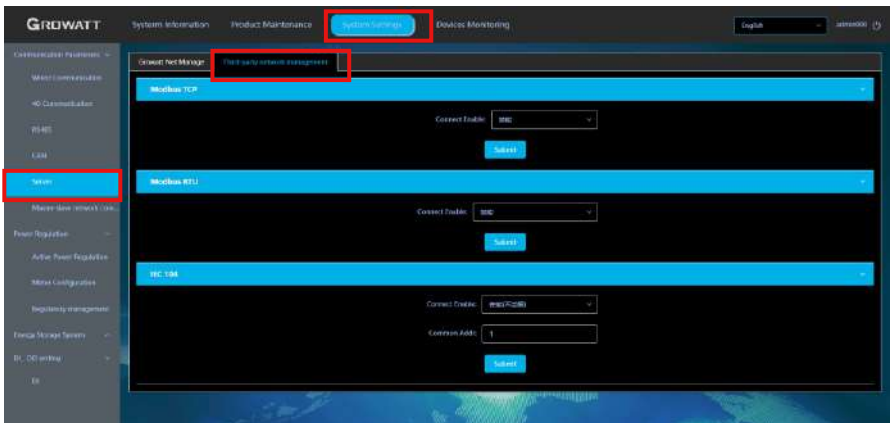 GROWATT
System Information
Product Maintenance
System Settings
Devices Monitoring
English
Communication Parameters
Wired Communication
4G Communication
RS485
CAN
Server
Power Regulation
Active Power Regulation
Meter Configuration
Regularity management
Energy Storage System
DI
Growatt Net Manage
Third-party network management
Modbus TCP
Connect Enable:
Submit
Modbus RTU
Connect Enable:
Submit
IEC 104
Connect Enable:
Common Addr:
1
Submit